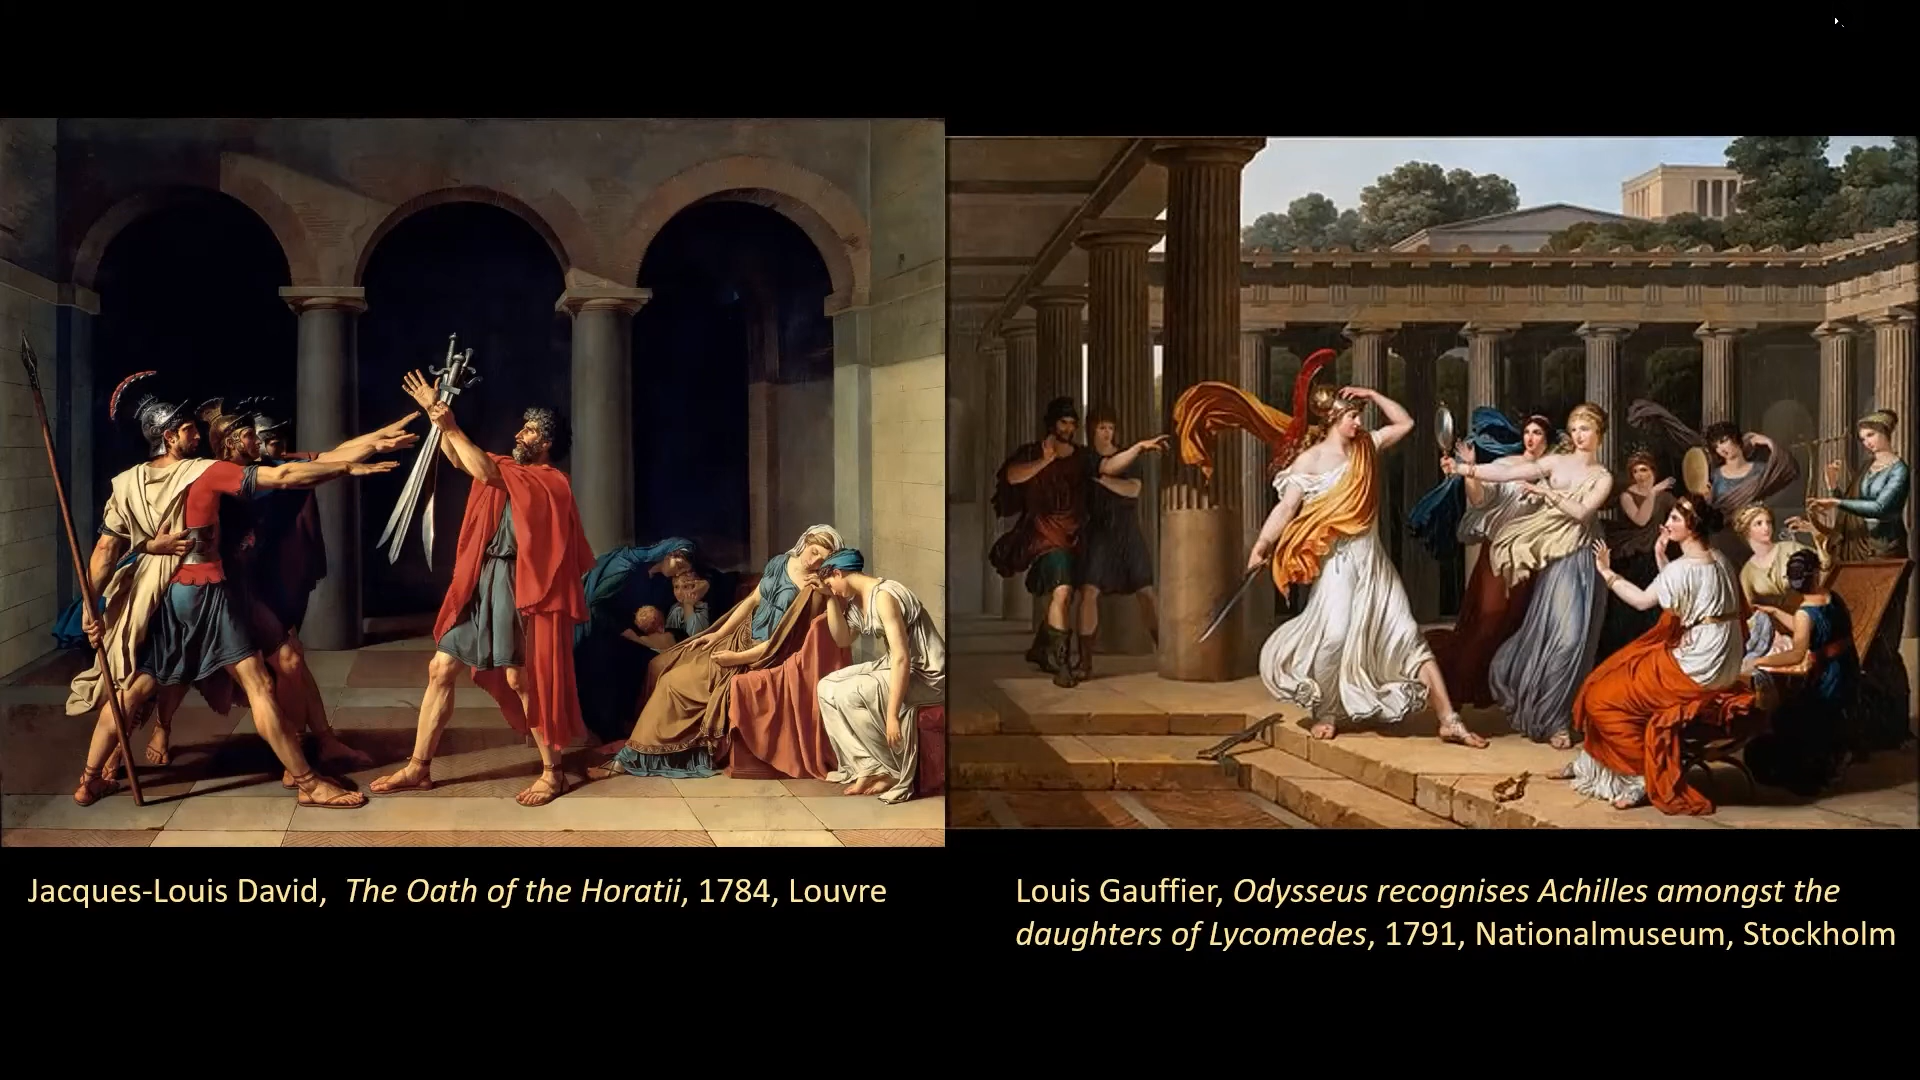 Jacques-Louis David, The Oath of the Horatii, 1784, Louvre
Louis Gauffier, Odysseus recognises Achilles amongst the
daughters of Lycomedes, 1791, Nationalmuseum, Stockholm